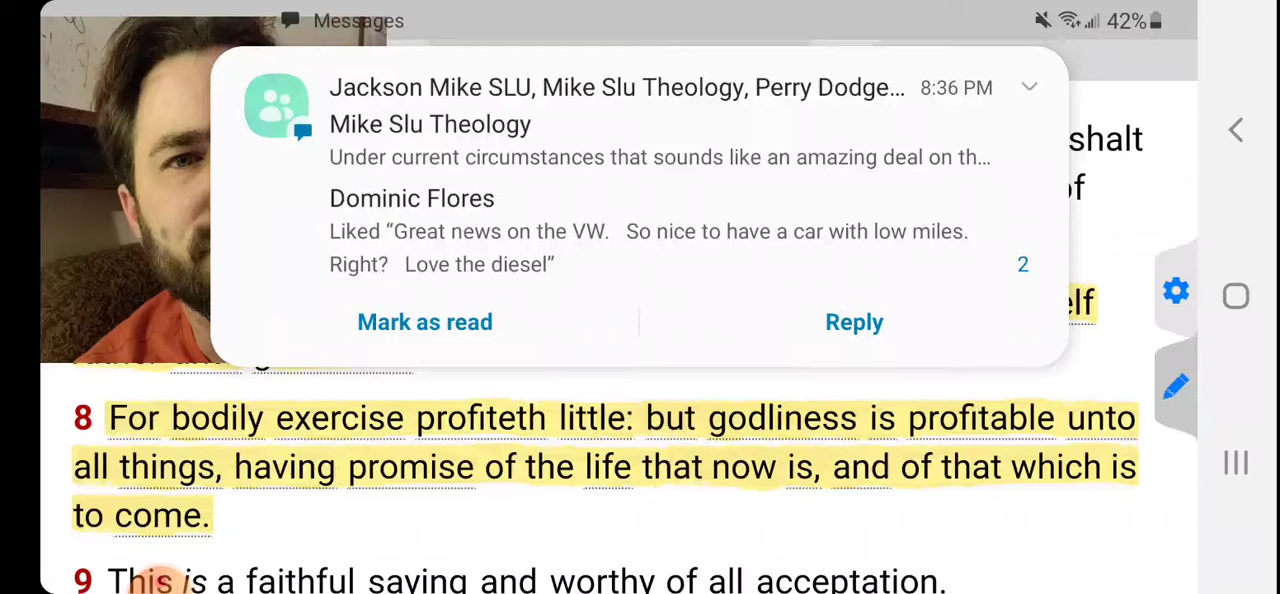 Messages
42%
Jackson Mike SLU, Mike Slu Theology, Perry Dodge... 8:36 PM
Mike Slu Theology
Under current circumstances that sounds like an amazing deal on th...
Dominic Flores
Liked “Great news on the VW. So nice to have a car with low miles.
Right? Love the diesel”
2
Mark as read
Reply
shalt
of
elf
8 For bodily exercise profiteth little: but godliness is profitable unto
all things, having promise of the life that now is, and of that which is
to come.
9 This is a faithful saying and worthy of all acceptation.